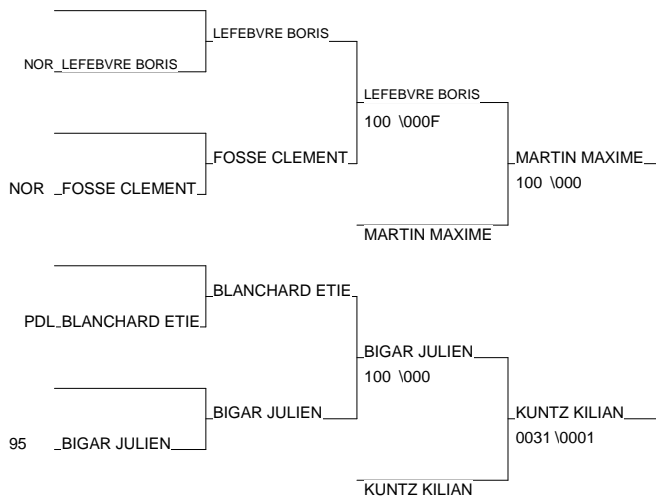 LEFEBVRE BORIS
NOR LEFEBVRE BORIS
LEFEBVRE BORIS
100 \000F
FOSSE CLEMENT
MARTIN MAXIME
100 \000
NOR FOSSE CLEMENT
MARTIN MAXIME
BLANCHARD ETIE
PDL BLANCHARD ETIE
BIGAR JULIEN
100 \000
BIGAR JULIEN
KUNTZ KILIAN
0031 \0001
95 BIGAR JULIEN
KUNTZ KILIAN